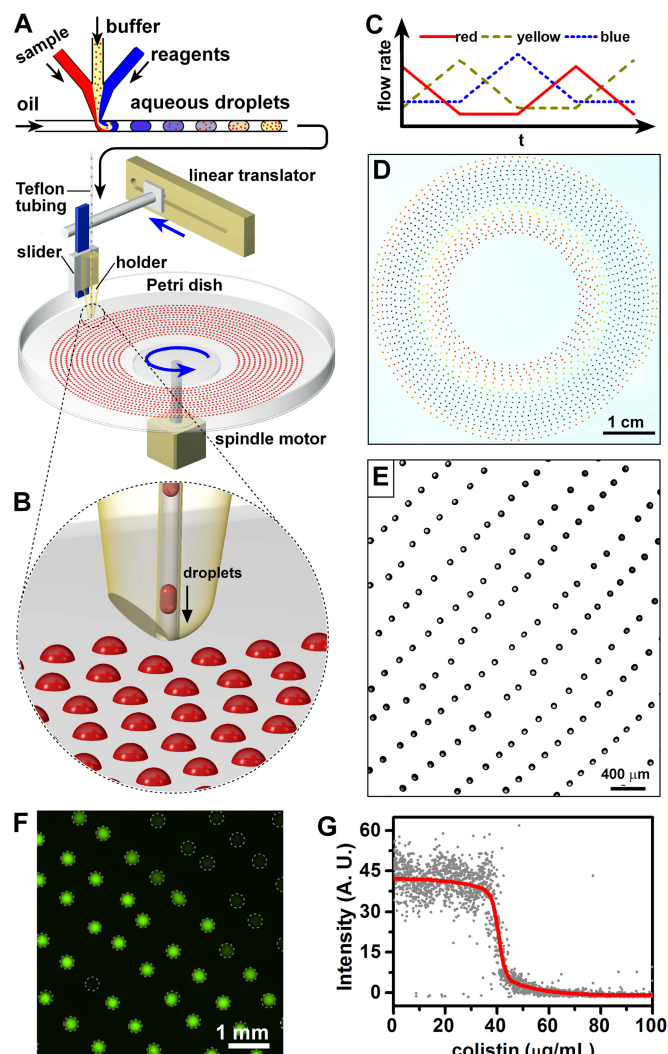 A
buffer
sample
reagents
oil
aqueous droplets
Teflon
tubing
linear translator
slider
holder
Petri dish
spindle motor
B
droplets
C
red yellow blue
flow rate
t
D
1 cm
E
400 µm
F
1 mm
G
Intensity (A. U.)
60
45
30
15
0
0 20 40 60 80 100
colistin (µg/mL)